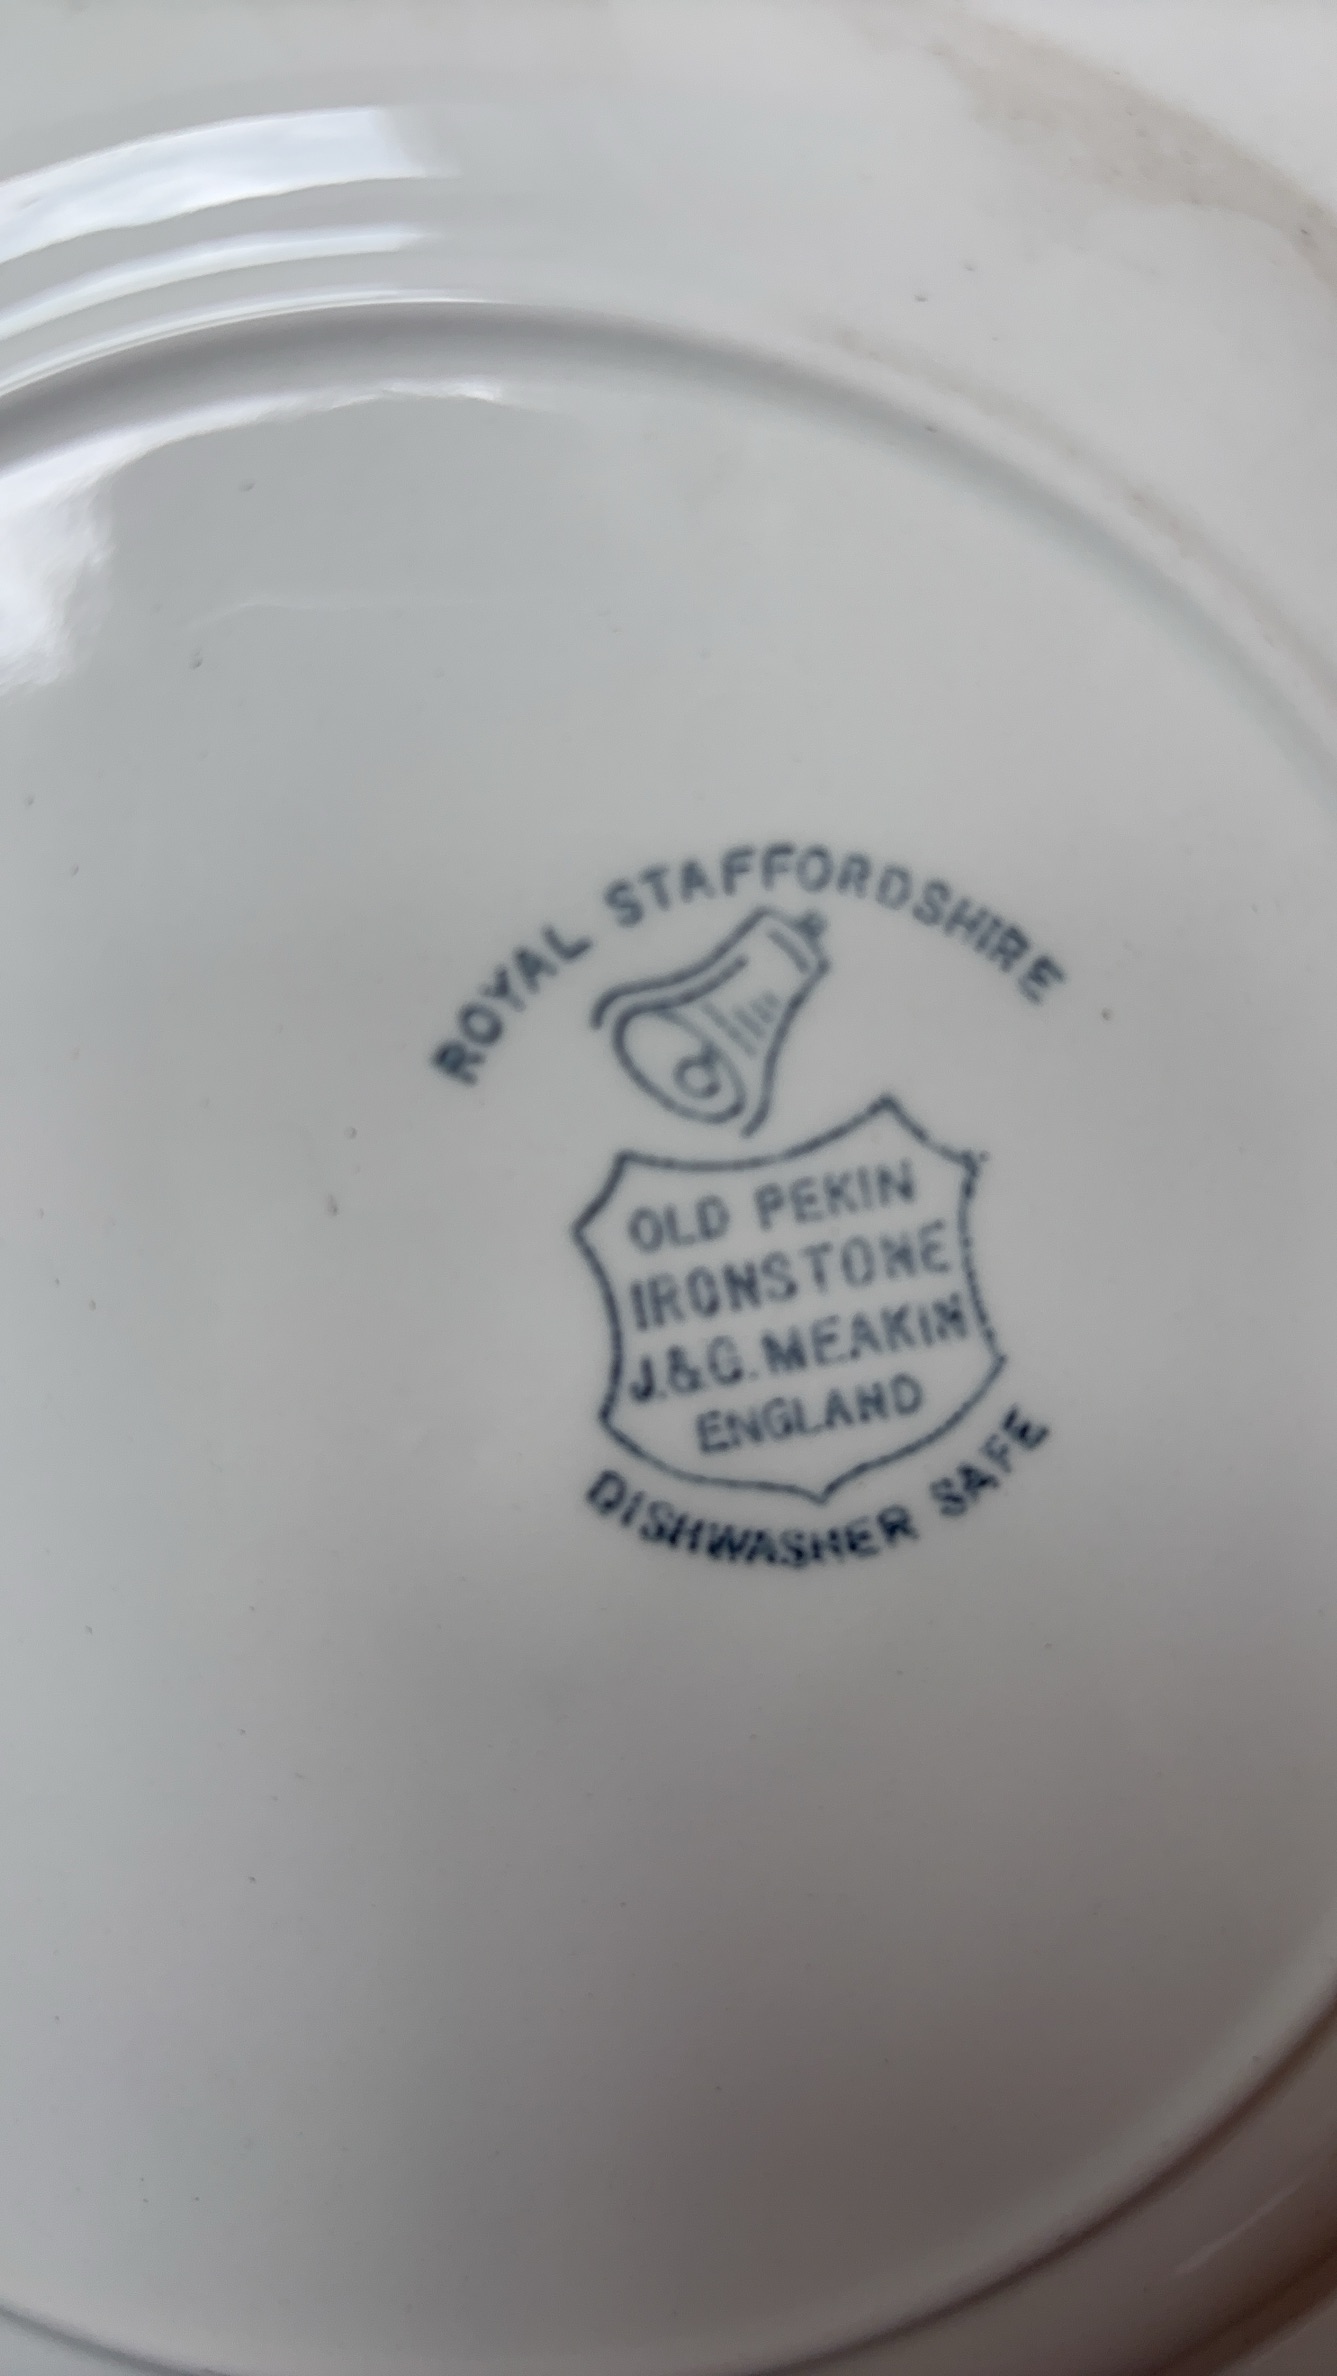 ROYAL STAFFORDSHIRE
OLD PEKIN
IRONSTONE
J.&G. MEAKIN
ENGLAND
DISHWASHER SAFE